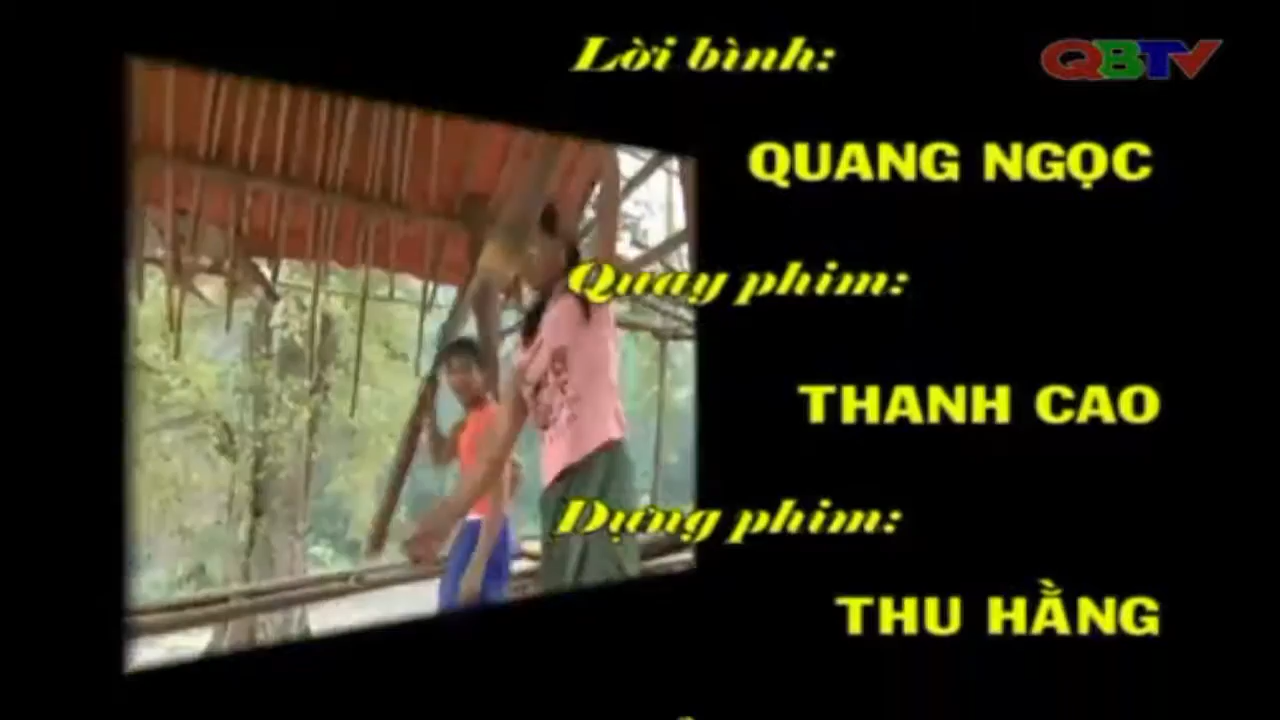 Lời bình:
QBTV
QUANG NGỌC
Quay phim:
THANH CAO
Dựng phim:
THU HẰNG